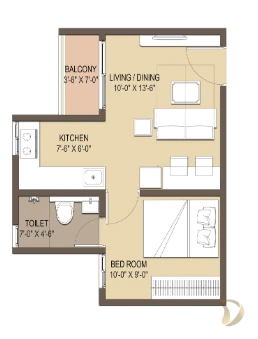 BALCONY
3'-6" X 7'-0"
LIVING / DINING
10'-0" X 13'-6"
KITCHEN
7'-6" X 6'-0"
TOILET
7'-0" X 4'-6"
BED ROOM
10'-0" X 9'-0"